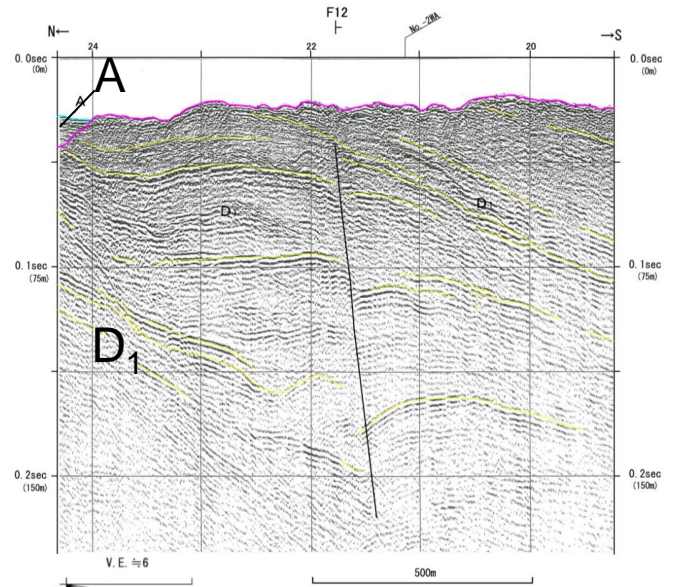 F12
No.-2WA
N← →S
24 22 20
0.0sec 0.0sec
(0m) (0m)
A A
D₁ D₁
0.1sec 0.1sec
(75m) (75m)
D₁
0.2sec 0.2sec
(150m) (150m)
V.E.≒6
500m